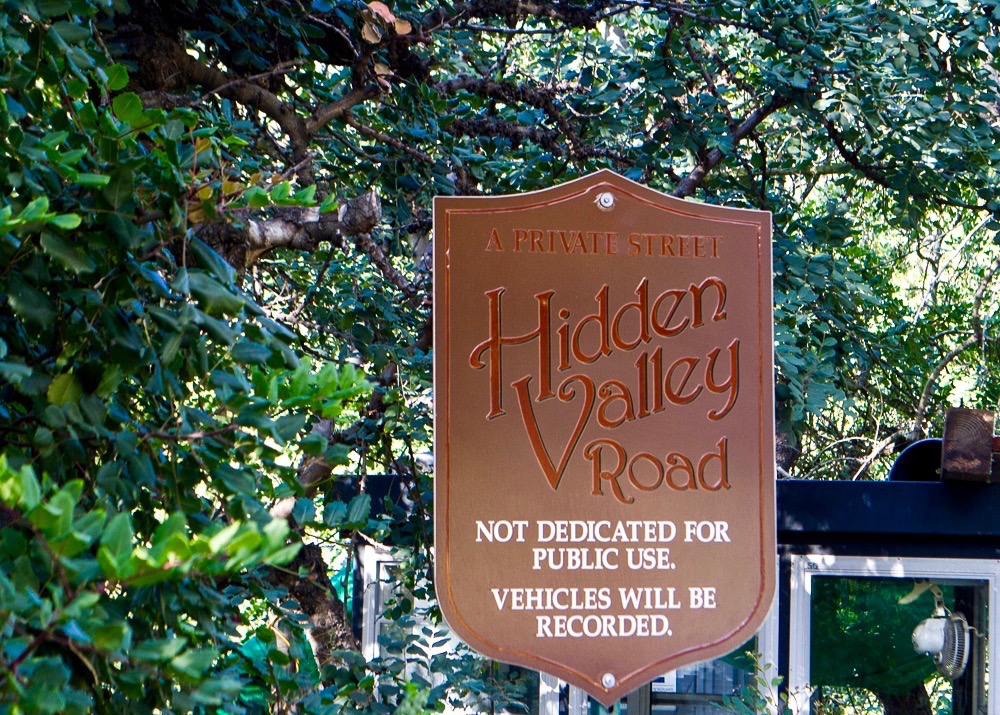 A PRIVATE STREET
Hidden
Valley
Road
NOT DEDICATED FOR
PUBLIC USE.
VEHICLES WILL BE
RECORDED.